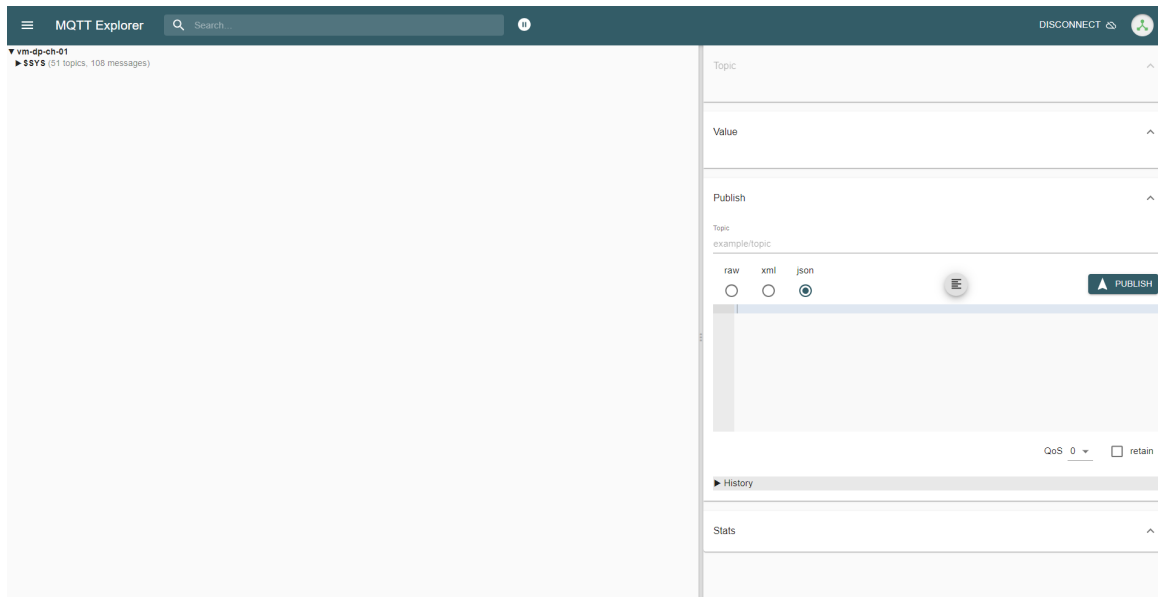 MQTT Explorer
Search...
DISCONNECT
▼ vm-dp-ch-01
▶ $SYS (51 topics, 108 messages)
Topic
Value
Publish
Topic
example/topic
raw xml json
PUBLISH
QoS 0 retain
▶ History
Stats